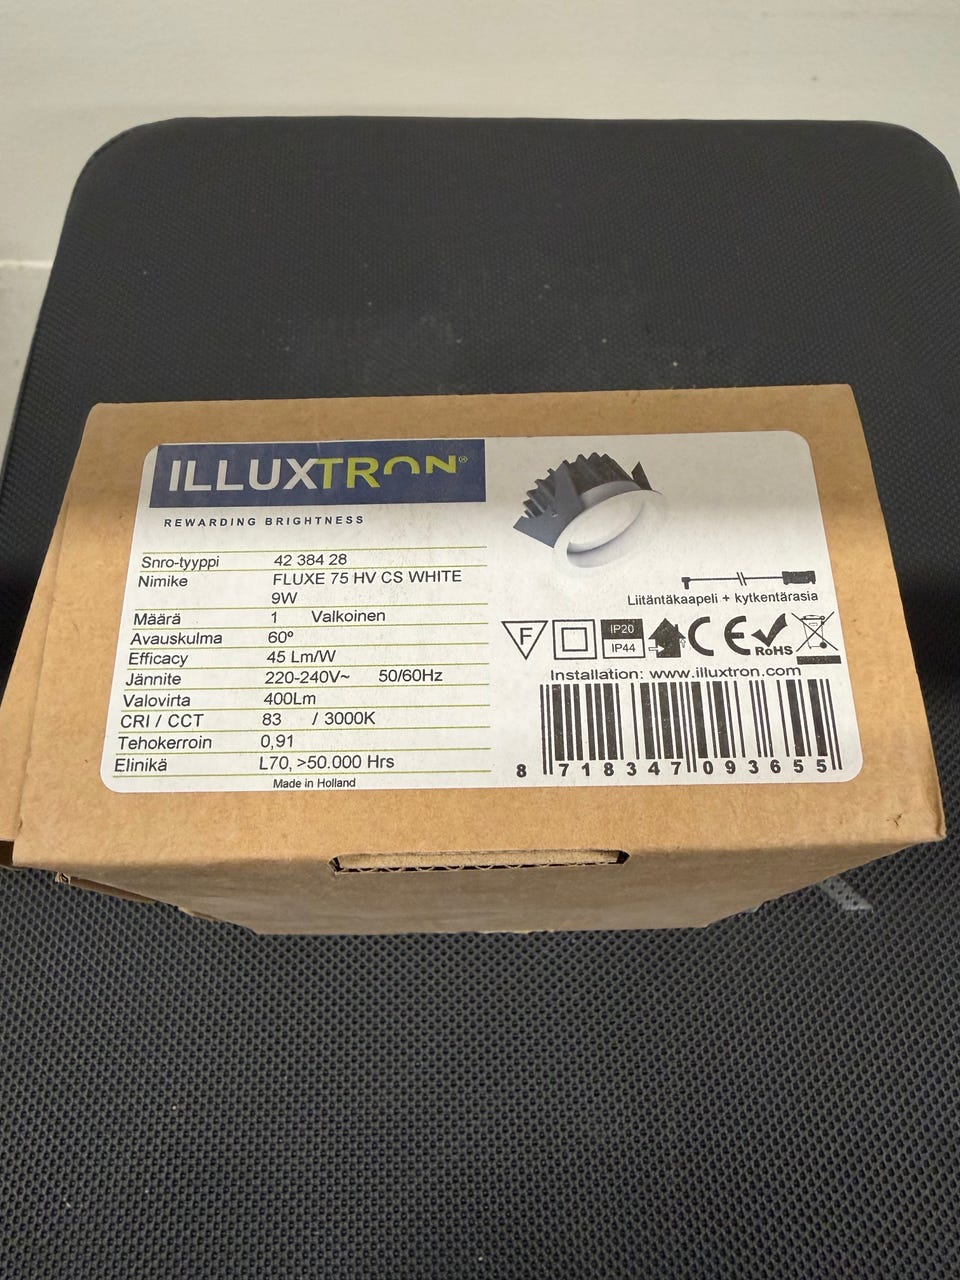 ILLUXTRON®
REWARDING BRIGHTNESS
Snro-tyyppi 42 384 28
Nimike FLUXE 75 HV CS WHITE
9W
Määrä 1 Valkoinen
Avauskulma 60º
Efficacy 45 Lm/W
Jännite 220-240V~ 50/60Hz
Valovirta 400Lm
CRI / CCT 83 / 3000K
Tehokerroin 0,91
Elinikä L70, >50.000 Hrs
Made in Holland
Liitäntäkaapeli + kytkentärasia
F IP20 CE RoHS
IP44
Installation: www.illuxtron.com
8 718347 093655